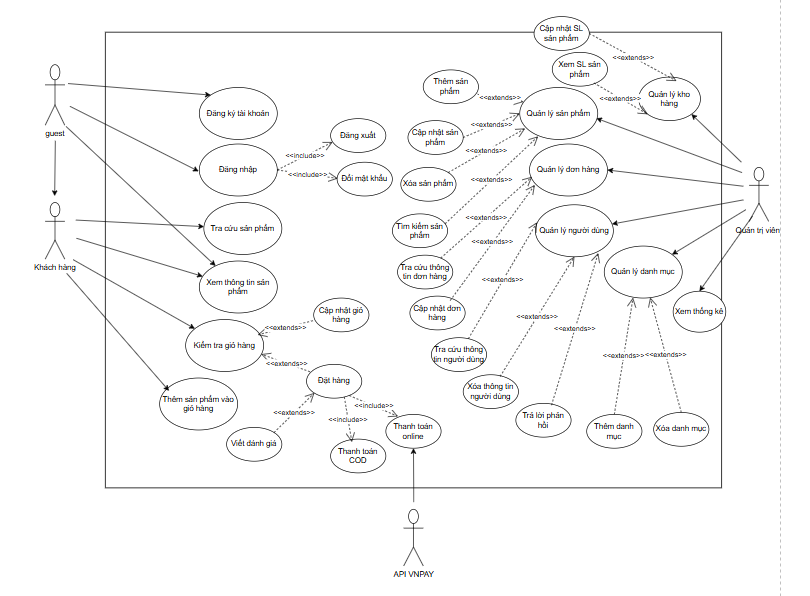 Cập nhật SL
sản phẩm
<<extends>>
Xem SL sản
phẩm
<<extends>>
Quản lý kho
hàng
Thêm sản
phẩm
<<extends>>
Quản lý sản phẩm
guest
Đăng ký tài khoản
Cập nhật sản
phẩm
<<extends>>
Đăng xuất
<<include>>
<<extends>>
Đăng nhập
<<include>>
Đổi mật khẩu
Xóa sản phẩm
<<extends>>
Quản lý đơn hàng
Tra cứu sản phẩm
Tìm kiếm sản
phẩm
<<extends>>
Quản lý người dùng
Quản trị viên
<<extends>>
Khách hàng
Xem thông tin sản
phẩm
Tra cứu thông
tin đơn hàng
<<extends>>
Quản lý danh mục
Cập nhật giỏ
hàng
<<extends>>
Cập nhật đơn
hàng
<<extends>>
<<extends>>
Xem thống kê
Kiểm tra giỏ hàng
Tra cứu thông
tin người dùng
<<extends>>
<<extends>>
<<extends>>
Đặt hàng
Xóa thông tin
người dùng
Thêm sản phẩm vào
giỏ hàng
<<extends>>
<<include>>
<<include>>
Trả lời phản
hồi
Viết đánh giá
Thanh toán
online
Thêm danh
mục
Xóa danh mục
Thanh toán
COD
API VNPAY